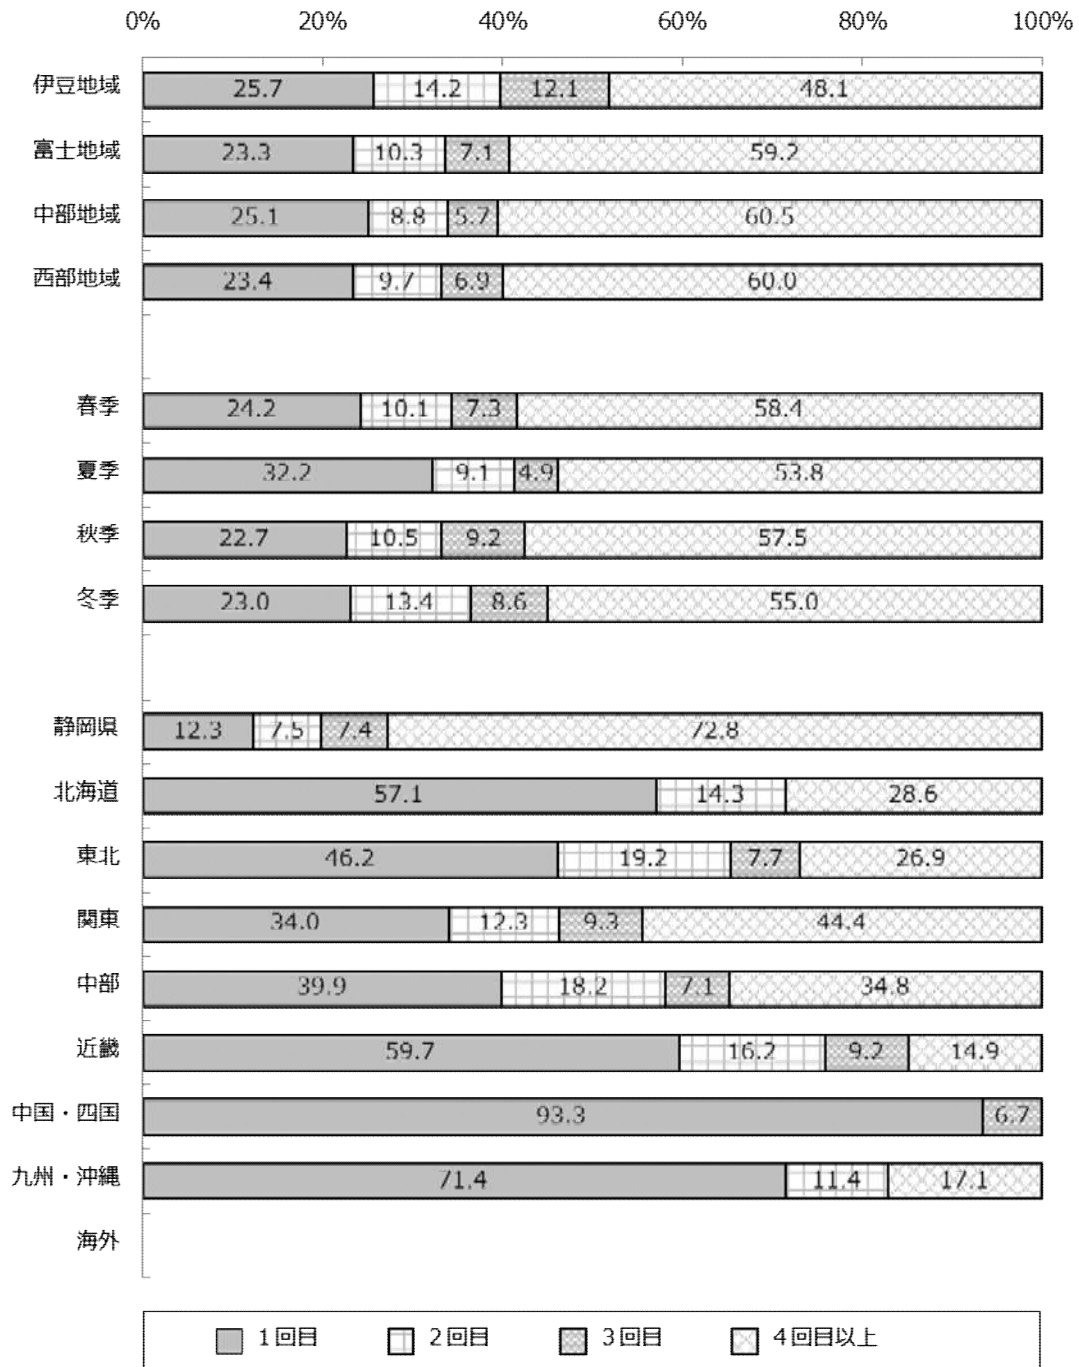 0% 20% 40% 60% 80% 100%
伊豆地域 25.7 14.2 12.1 48.1
富士地域 23.3 10.3 7.1 59.2
中部地域 25.1 8.8 5.7 60.5
西部地域 23.4 9.7 6.9 60.0
春季 24.2 10.1 7.3 58.4
夏季 32.2 9.1 4.9 53.8
秋季 22.7 10.5 9.2 57.5
冬季 23.0 13.4 8.6 55.0
静岡県 12.3 7.5 7.4 72.8
北海道 57.1 14.3 28.6
東北 46.2 19.2 7.7 26.9
関東 34.0 12.3 9.3 44.4
中部 39.9 18.2 7.1 34.8
近畿 59.7 16.2 9.2 14.9
中国・四国 93.3 6.7
九州・沖縄 71.4 11.4 17.1
海外
1回目 2回目 3回目 4回目以上